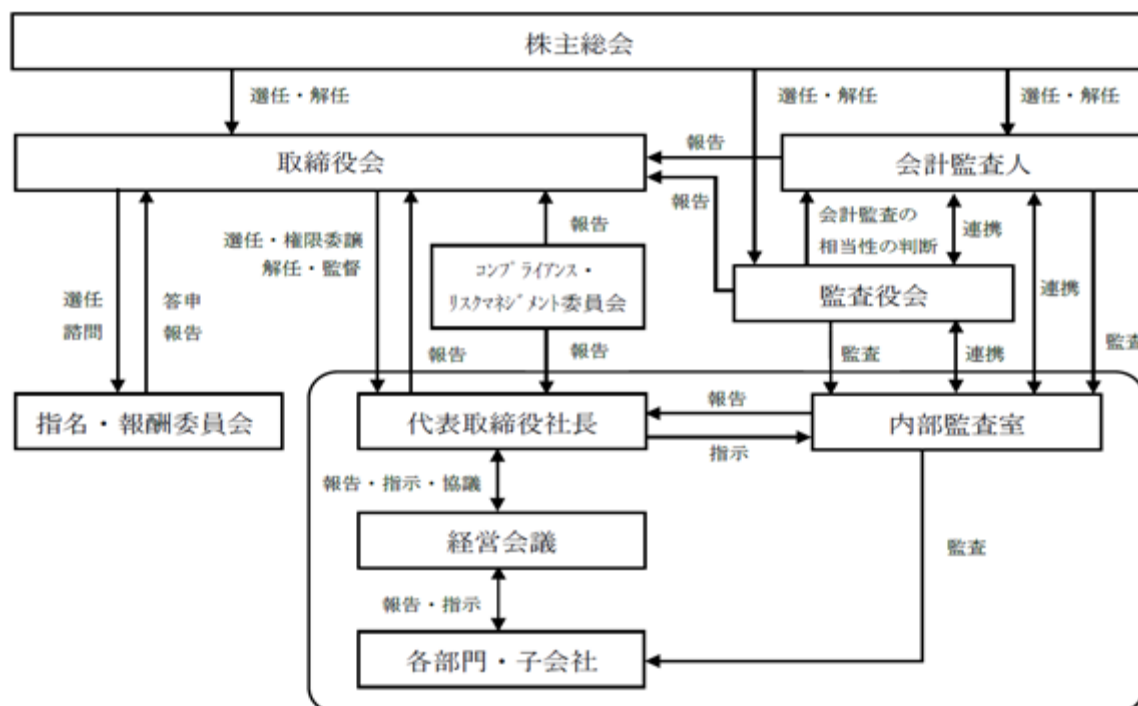 株主総会
選任・解任
選任・解任
選任・解任
取締役会
報告
会計監査人
報告
選任・権限委譲
解任・監督
報告
会計監査の
相当性の判断
連携
コンプライアンス・
リスクマネジメント委員会
監査役会
連携
選任
諮問
答申
報告
報告
報告
監査
連携
監査
指名・報酬委員会
代表取締役社長
報告
指示
内部監査室
報告・指示・協議
経営会議
監査
報告・指示
各部門・子会社